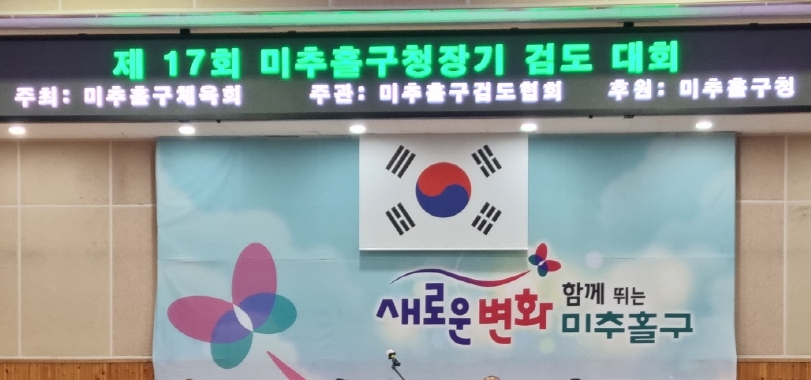 제 17회 미추홀구청장기 검도 대회
주최: 미추홀구체육회 주관: 미추홀구검도협회 후원: 미추홀구청
새로운 변화 함께 뛰는
미추홀구